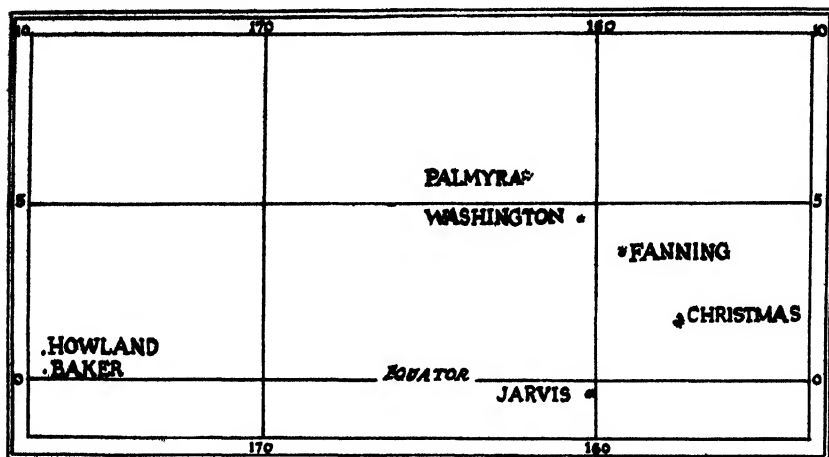 10 170 160 10
PALMYRA
5 5
WASHINGTON
FANNING
CHRISTMAS
HOWLAND
BAKER
0 EQUATOR 0
JARVIS
170 160